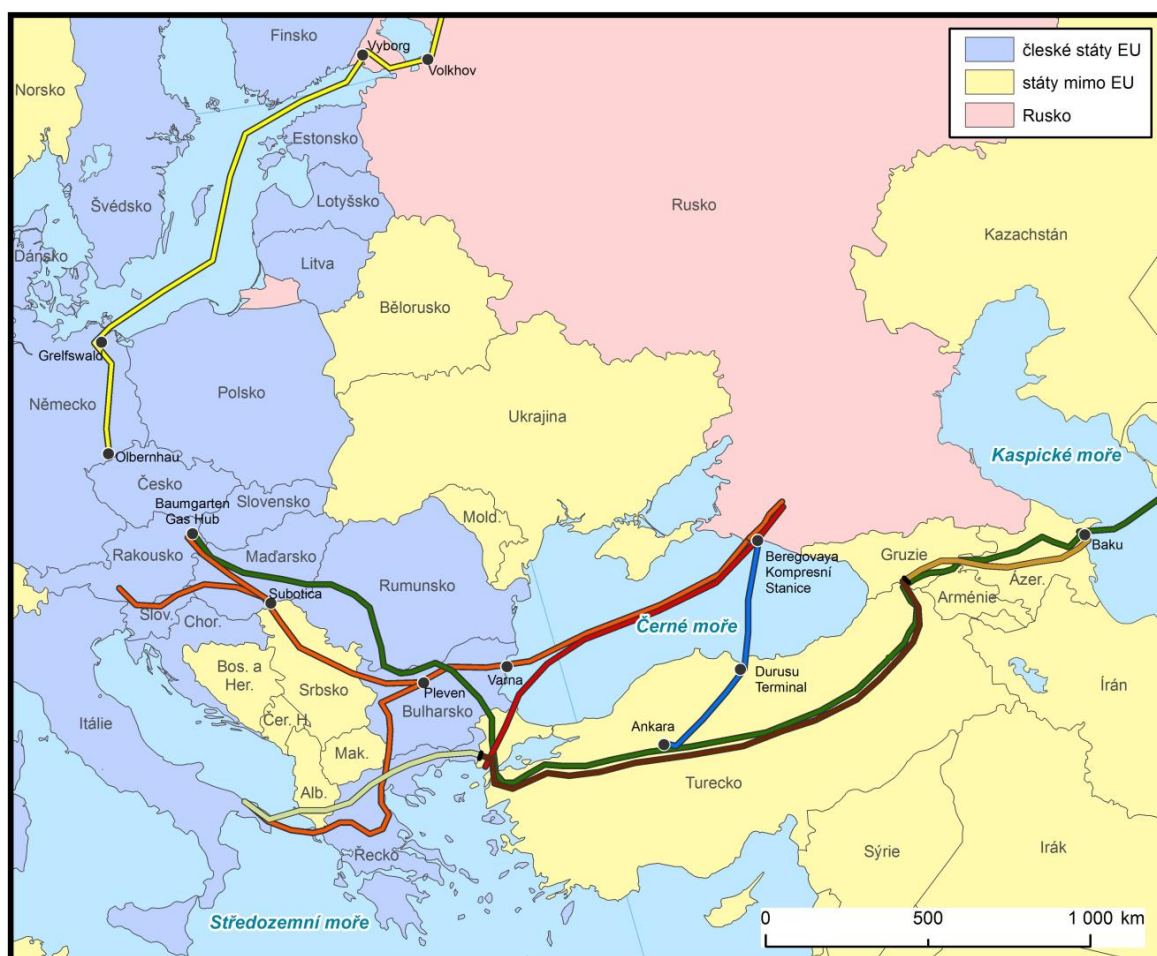 Finsko
Vyborg
Volkhov
členské státy EU
státy mimo EU
Rusko
Norsko
Estonsko
Švédsko
Lotyšsko
Rusko
Kazachstán
Dánsko
Litva
Bělorusko
Grelfswald
Německo
Polsko
Ukrajina
Olbernhau
Česko
Kaspické moře
Baumgarten
Gas Hub
Slovensko
Mold.
Rakousko
Maďarsko
Beregovaya
Kompresní
Stanice
Gruzie
Baku
Ázer.
Rumunsko
Arménie
Subotica
Slov.
Chor.
Černé moře
Varna
Durusu
Terminal
Bos. a
Her.
Srbsko
Pleven
Bulharsko
Írán
Itálie
Čer. H.
Ankara
Mak.
Turecko
Alb.
Řecko
Sýrie
Irák
Středozemní moře
0 500 1 000 km